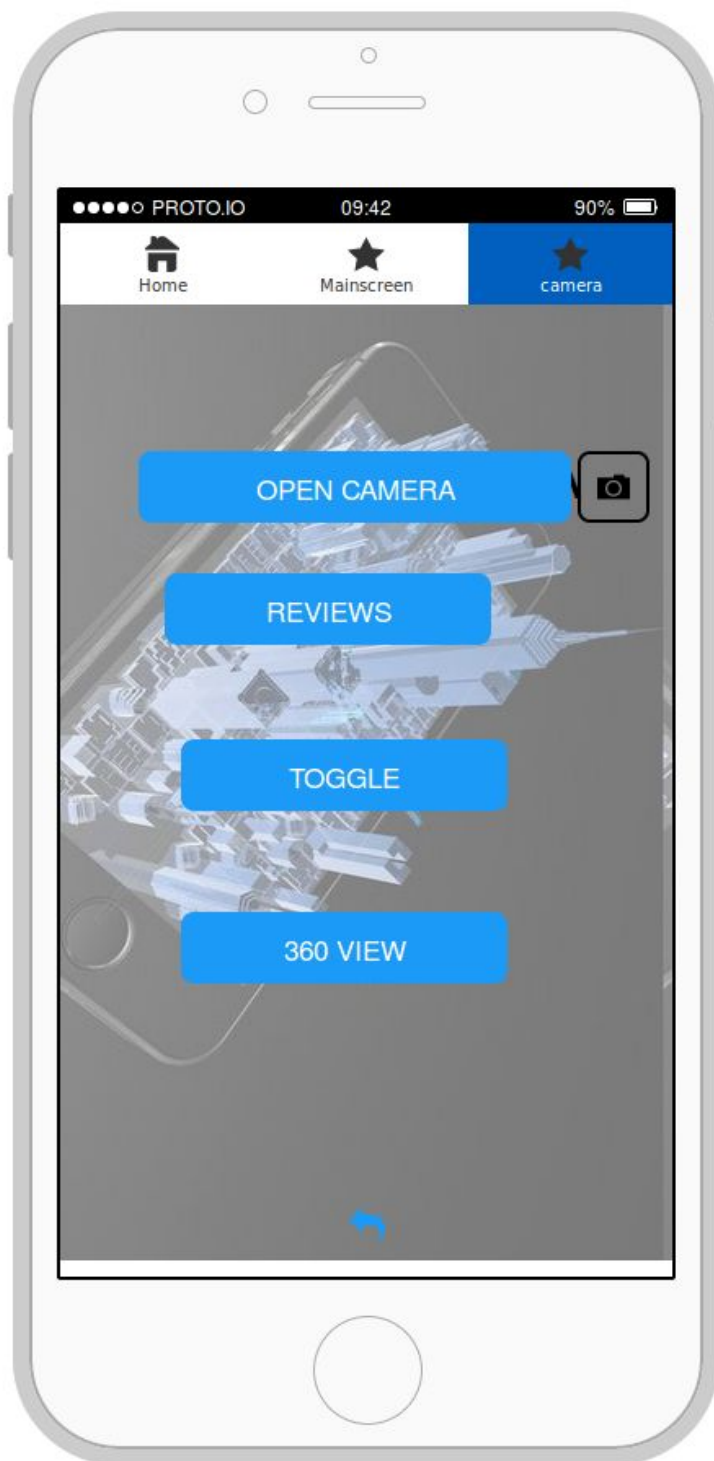 PROTO.IO 09:42 90%
Home Mainscreen camera
OPEN CAMERA
REVIEWS
TOGGLE
360 VIEW